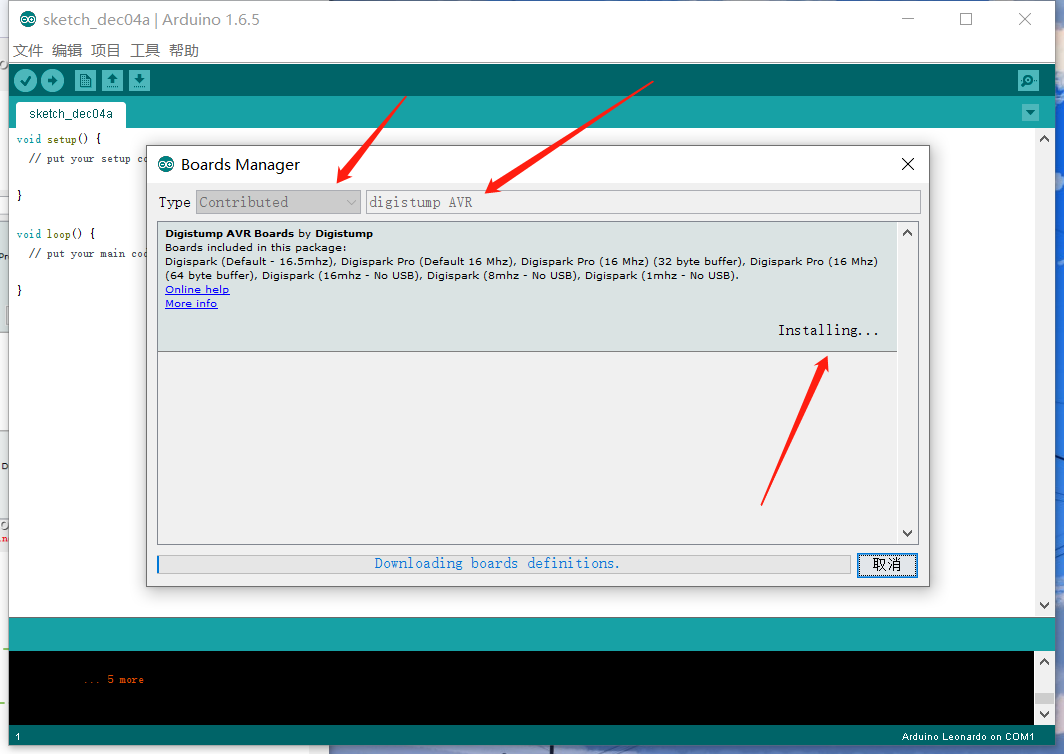 sketch_dec04a | Arduino 1.6.5
文件 编辑 项目 工具 帮助
sketch_dec04a
void setup() {
// put your setup co
}
void loop() {
// put your main cod
}
Boards Manager
Type Contributed digistump AVR
Digistump AVR Boards by Digistump
Boards included in this package:
Digispark (Default - 16.5mhz), Digispark Pro (Default 16 Mhz), Digispark Pro (16 Mhz) (32 byte buffer), Digispark Pro (16 Mhz)
(64 byte buffer), Digispark (16mhz - No USB), Digispark (8mhz - No USB), Digispark (1mhz - No USB).
Online help
More info
Installing...
Downloading boards definitions.
取消
... 5 more
1
Arduino Leonardo on COM1